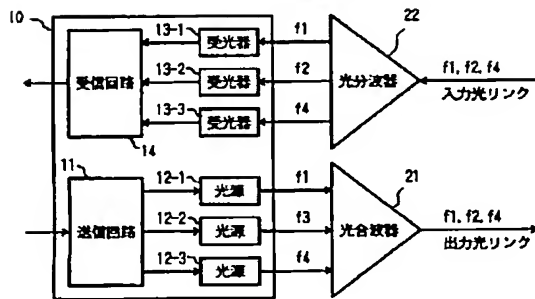 10
13-1
受光器
f1
22
13-2
受光器
f2
受信回路
光分波器
f1, f2, f4
入力光リンク
13-3
受光器
f4
14
11
12-1
光源
f1
21
12-2
光源
f3
送信回路
光合波器
f1, f2, f4
出力光リンク
12-3
光源
f4